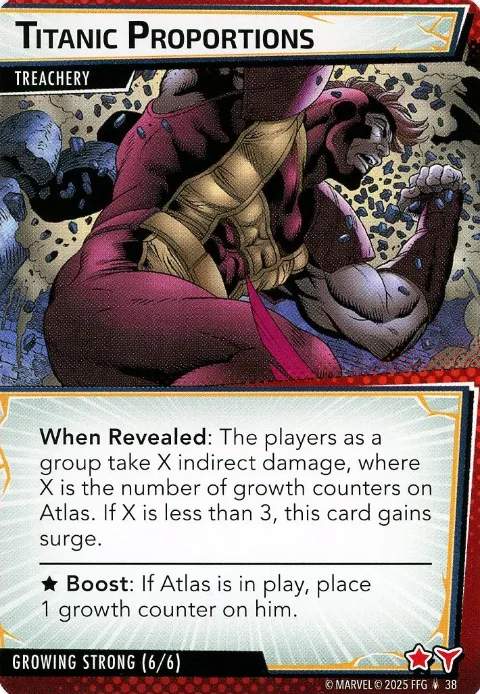 TITANIC PROPORTIONS
TREACHERY
When Revealed: The players as a
group take X indirect damage, where
X is the number of growth counters on
Atlas. If X is less than 3, this card gains
surge.
★ Boost: If Atlas is in play, place
1 growth counter on him.
GROWING STRONG (6/6)
© MARVEL © 2025 FFG 38